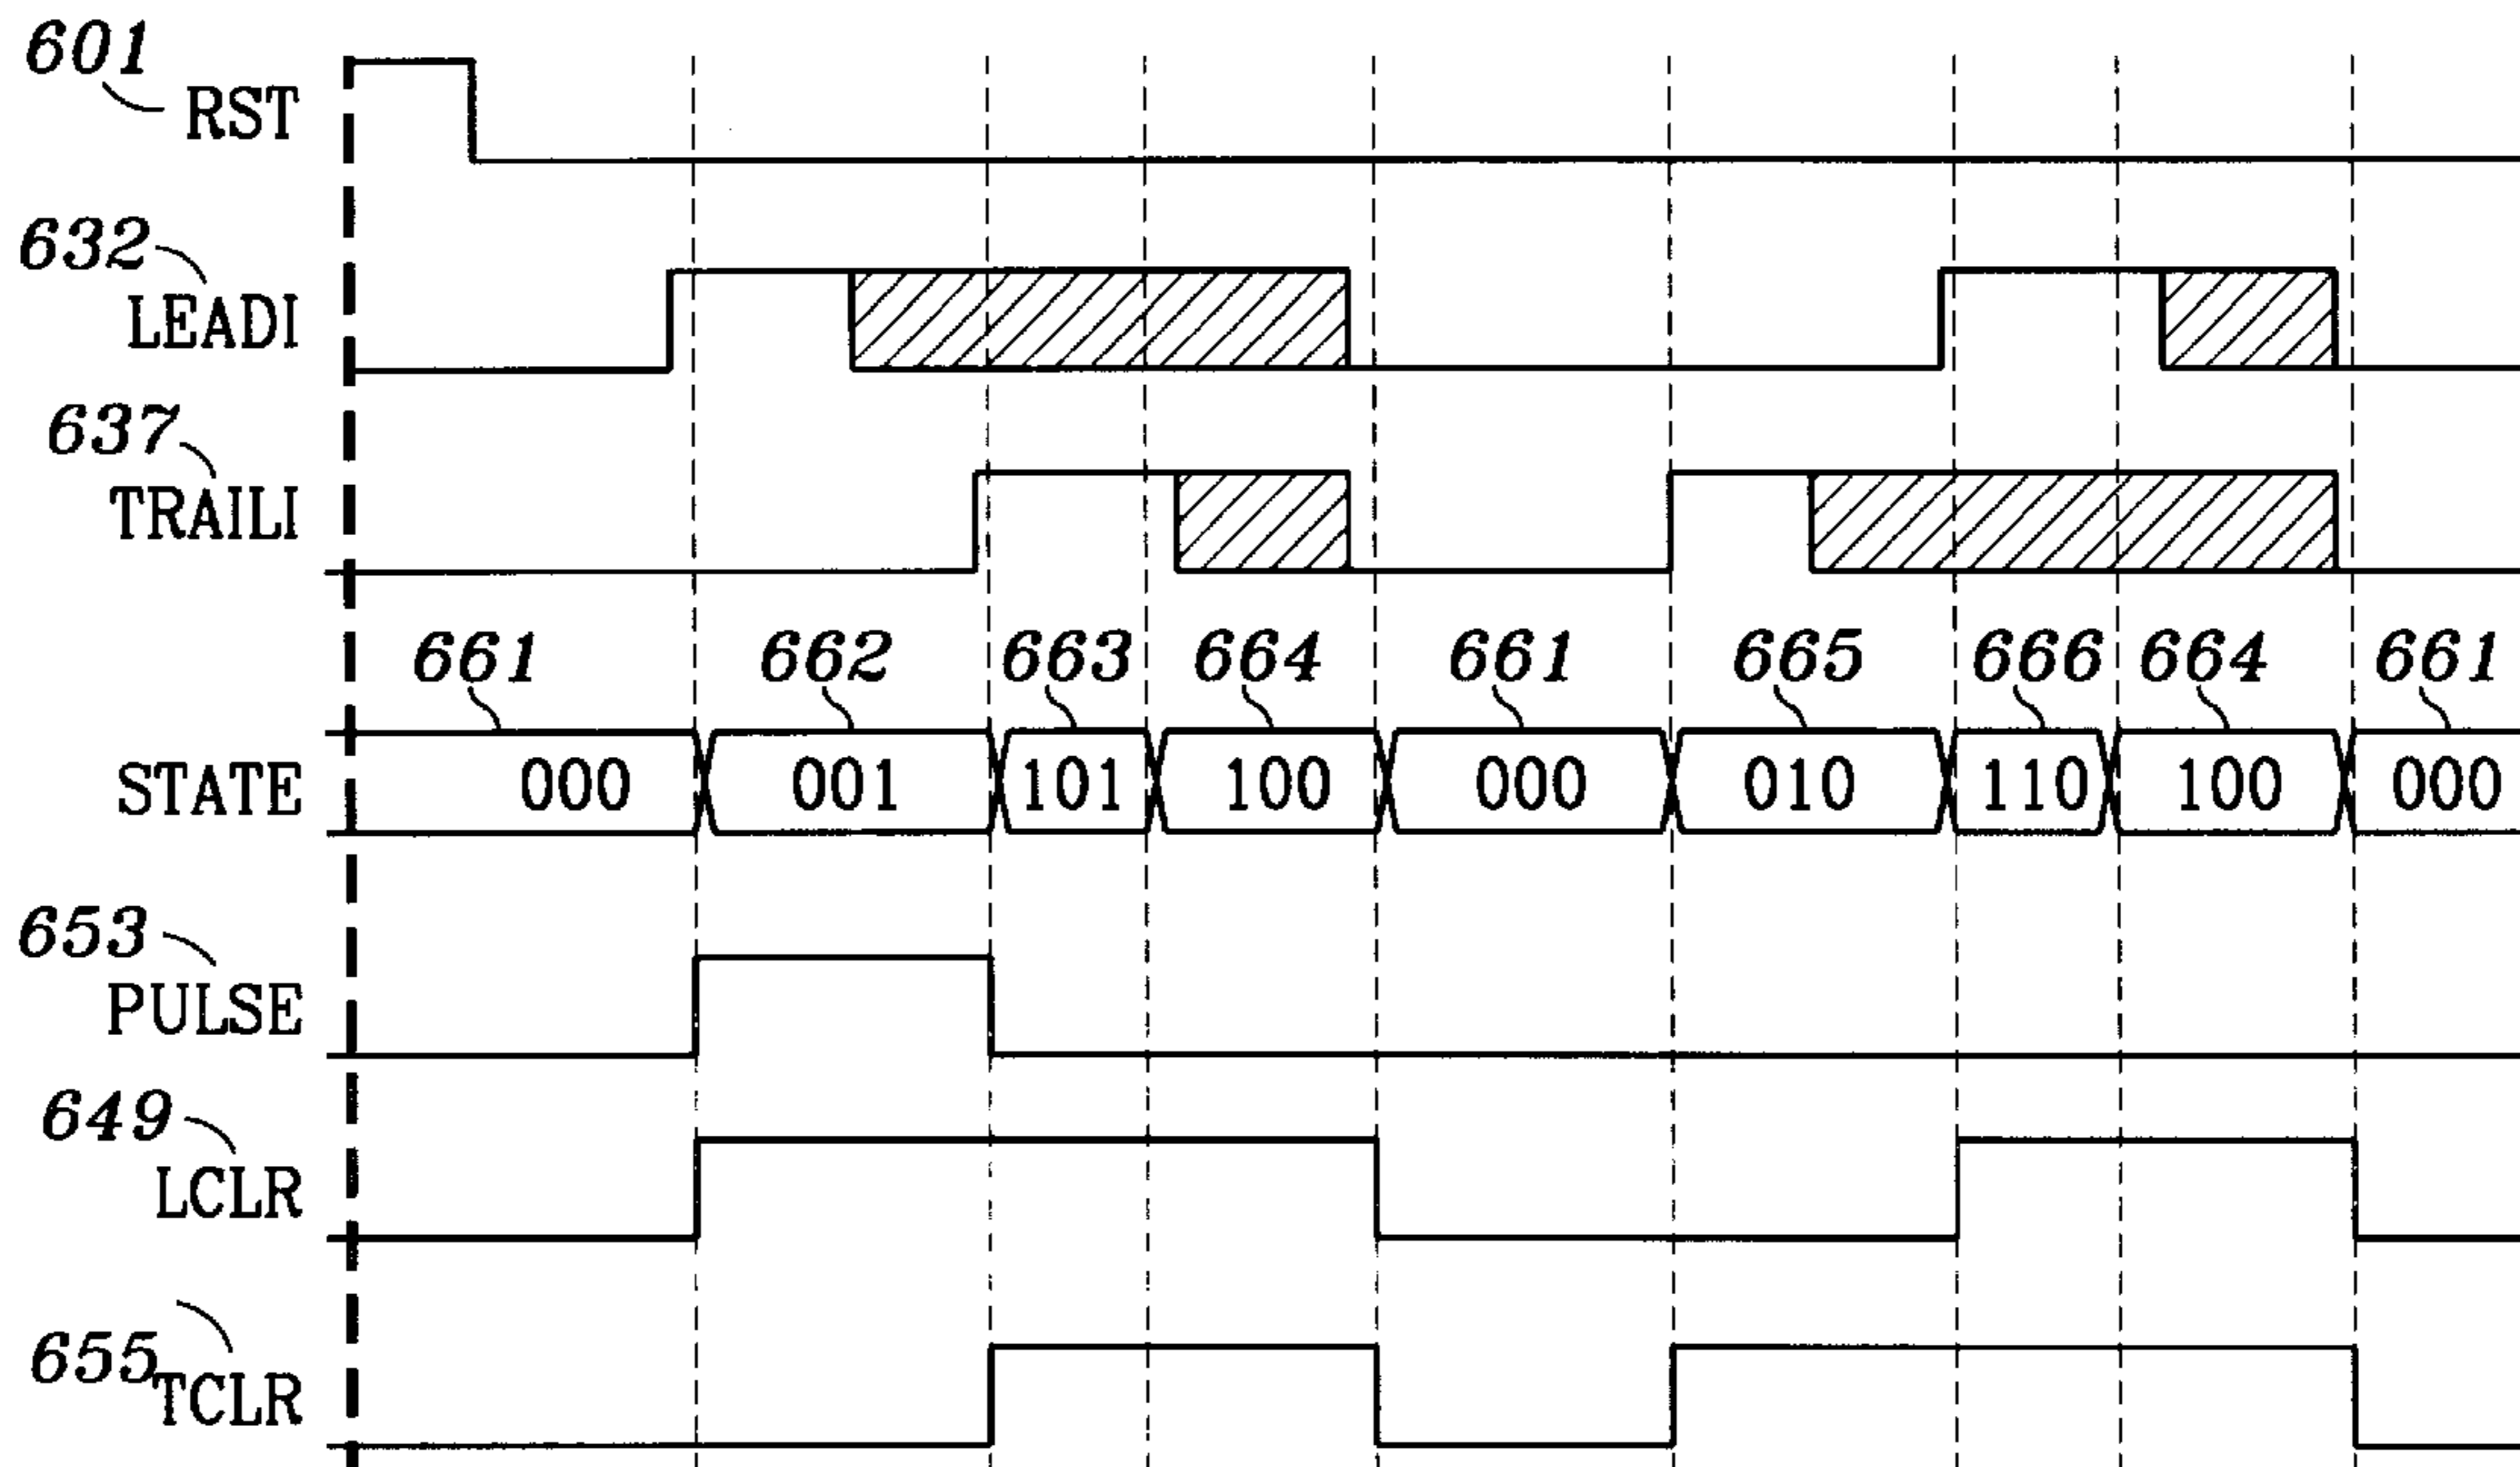 601
RST
632
LEADI
637
TRAILI
661 662 663 664 661 665 666 664 661
STATE 000 001 101 100 000 010 110 100 000
653
PULSE
649
LCLR
655
TCLR